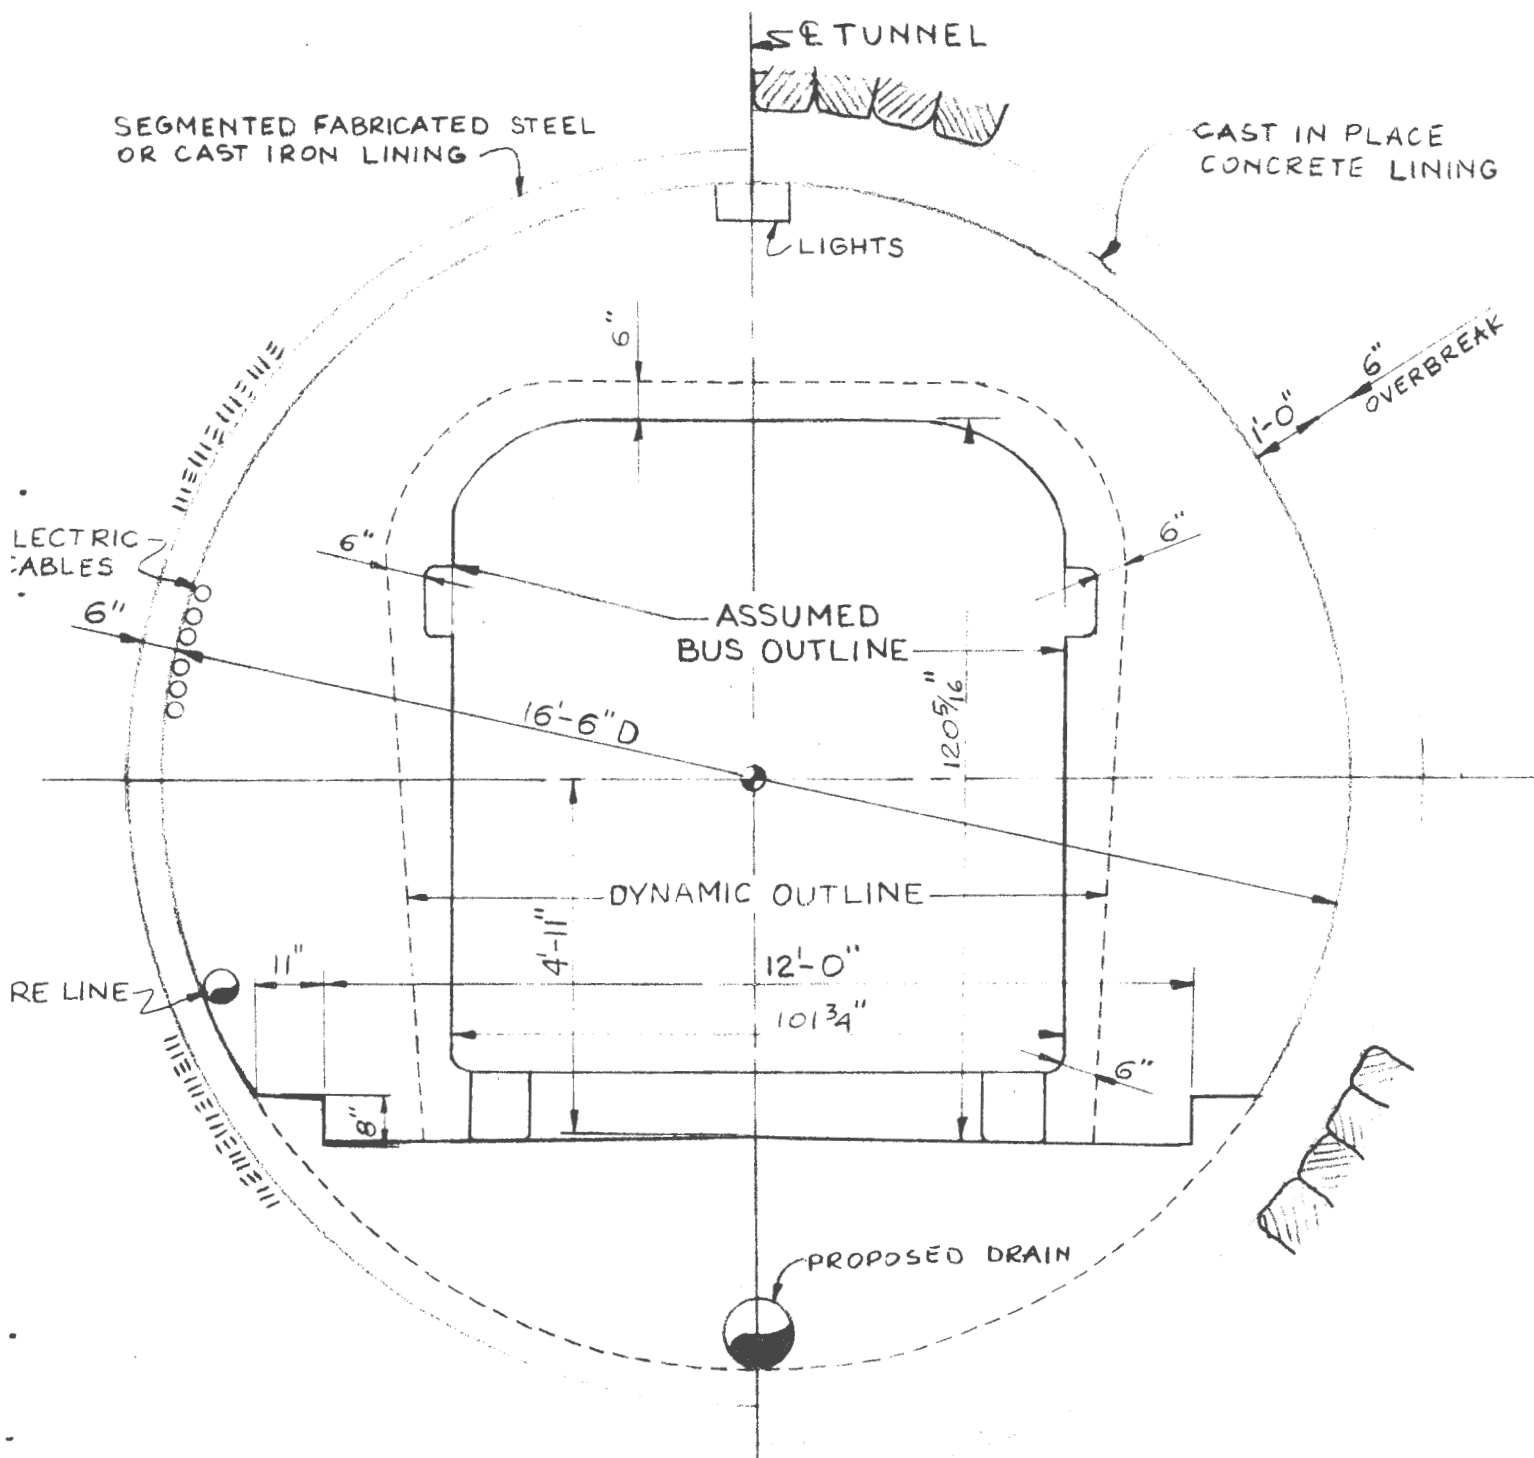 ℄ TUNNEL
SEGMENTED FABRICATED STEEL
OR CAST IRON LINING
CAST IN PLACE
CONCRETE LINING
LIGHTS
6"
6"
OVERBREAK
1'-0"
LECTRIC
CABLES
6"
6"
6"
ASSUMED
BUS OUTLINE
120 5/16"
16'-6" D
DYNAMIC OUTLINE
4'-11"
11"
12'-0"
RE LINE
101 3/4"
6"
8"
PROPOSED DRAIN